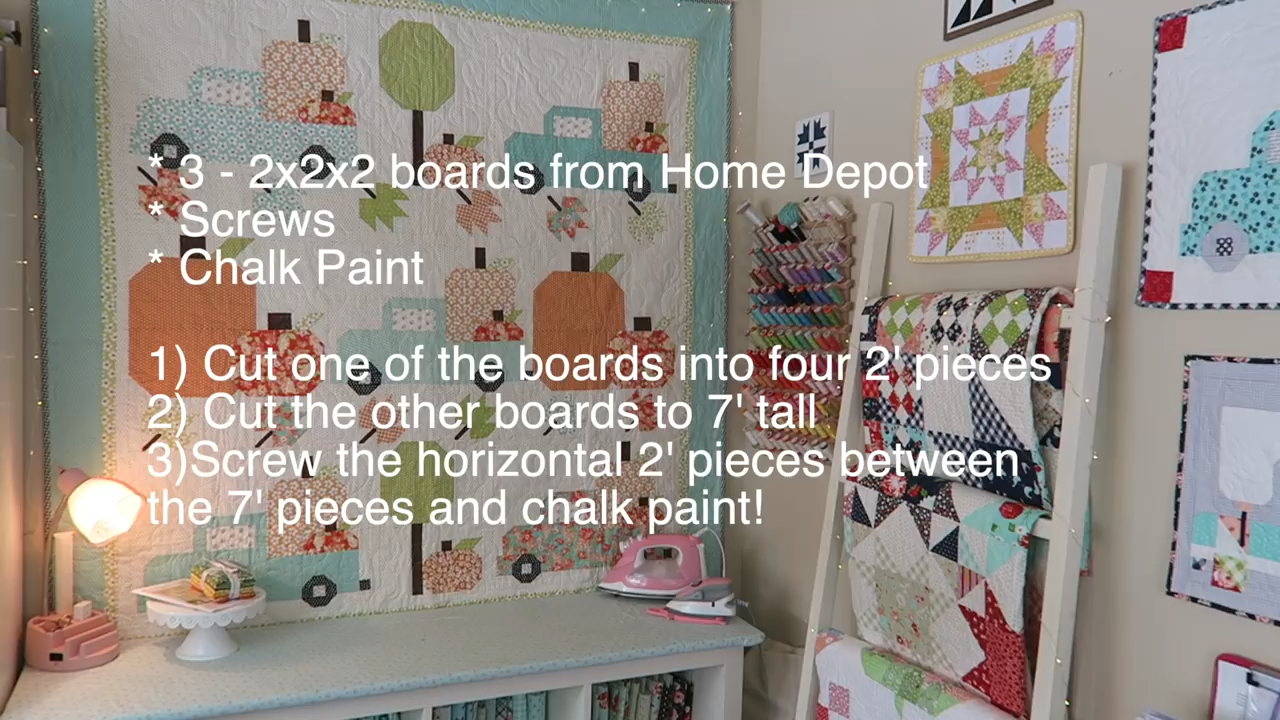 * 3 - 2x2x2 boards from Home Depot
* Screws
* Chalk Paint
1) Cut one of the boards into four 2' pieces
2) Cut the other boards to 7' tall
3)Screw the horizontal 2' pieces between
the 7' pieces and chalk paint!